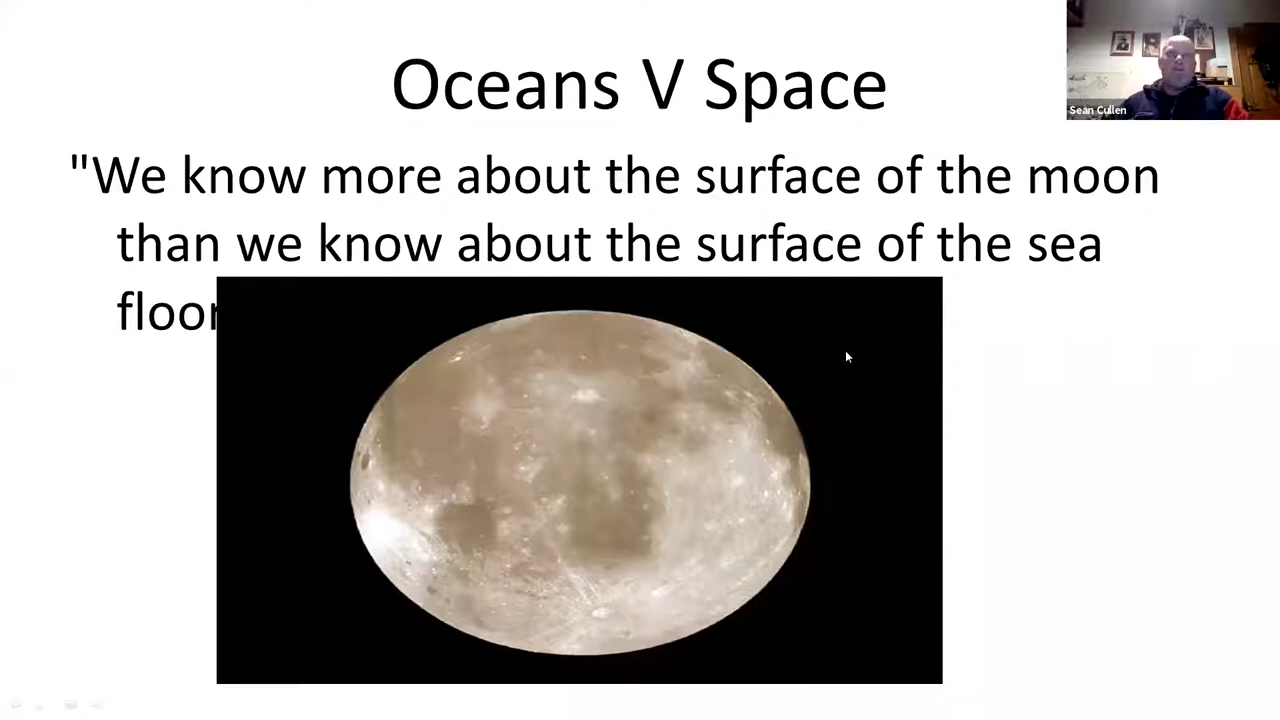 Oceans V Space
Sean Cullen
"We know more about the surface of the moon
than we know about the surface of the sea
floor